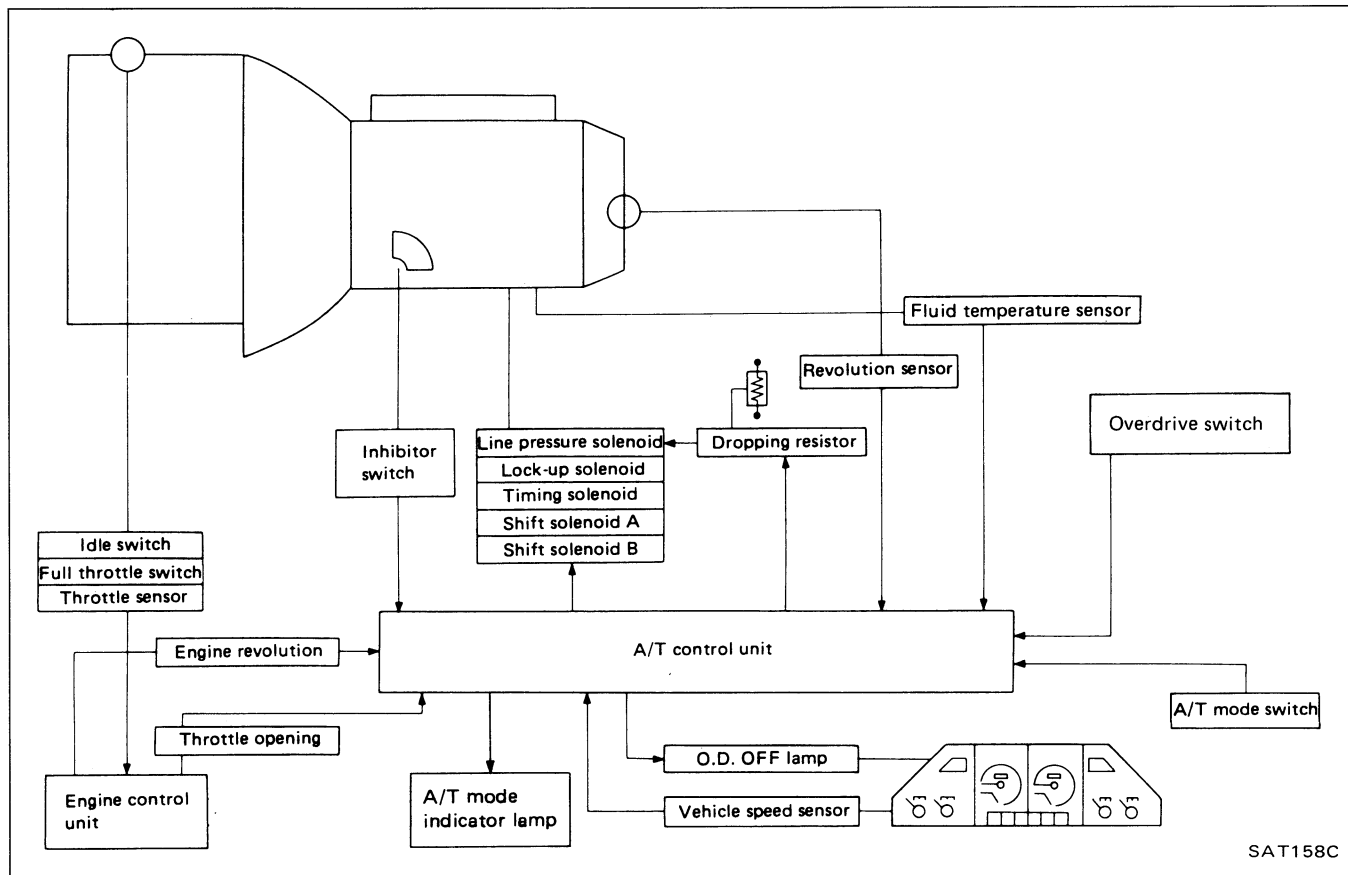 Fluid temperature sensor
Revolution sensor
Overdrive switch
Inhibitor
switch
Line pressure solenoid
Dropping resistor
Lock-up solenoid
Timing solenoid
Shift solenoid A
Shift solenoid B
Idle switch
Full throttle switch
Throttle sensor
Engine revolution
A/T control unit
A/T mode switch
Throttle opening
O.D. OFF lamp
Engine control
unit
A/T mode
indicator lamp
Vehicle speed sensor
SAT158C